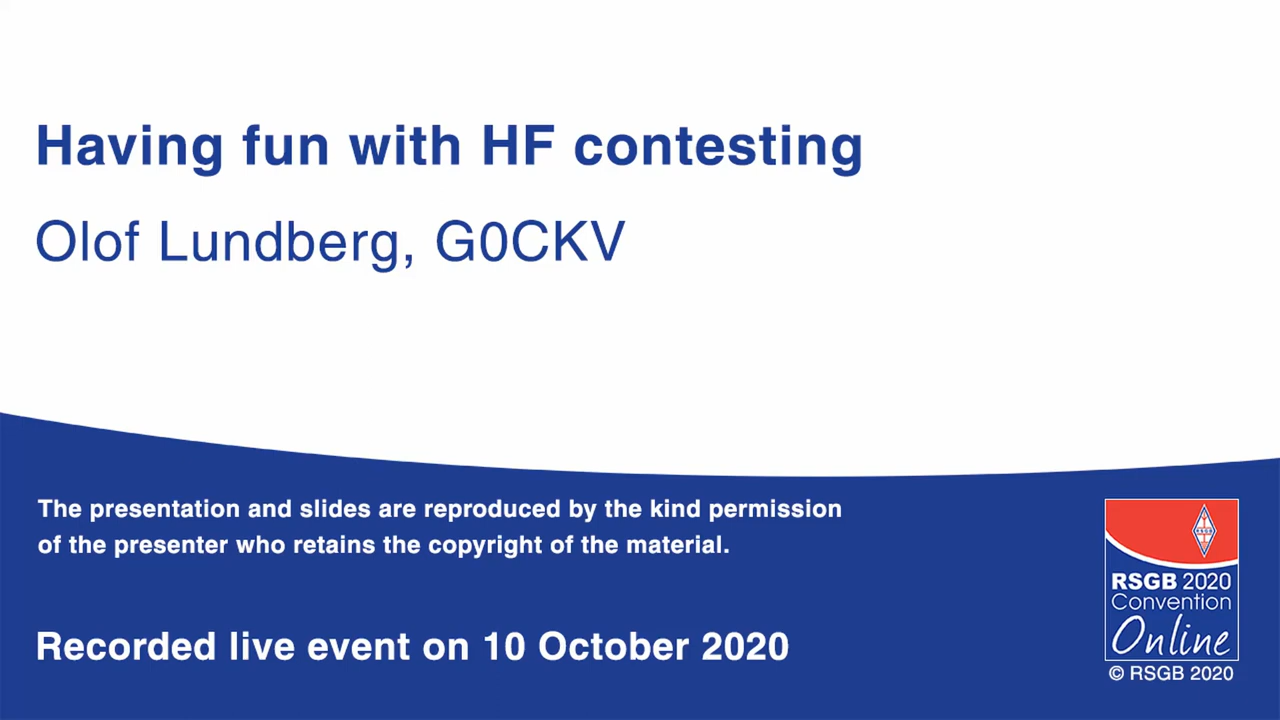 Having fun with HF contesting
Olof Lundberg, G0CKV
The presentation and slides are reproduced by the kind permission
of the presenter who retains the copyright of the material.
Recorded live event on 10 October 2020
RSGB 2020
Convention
Online
© RSGB 2020